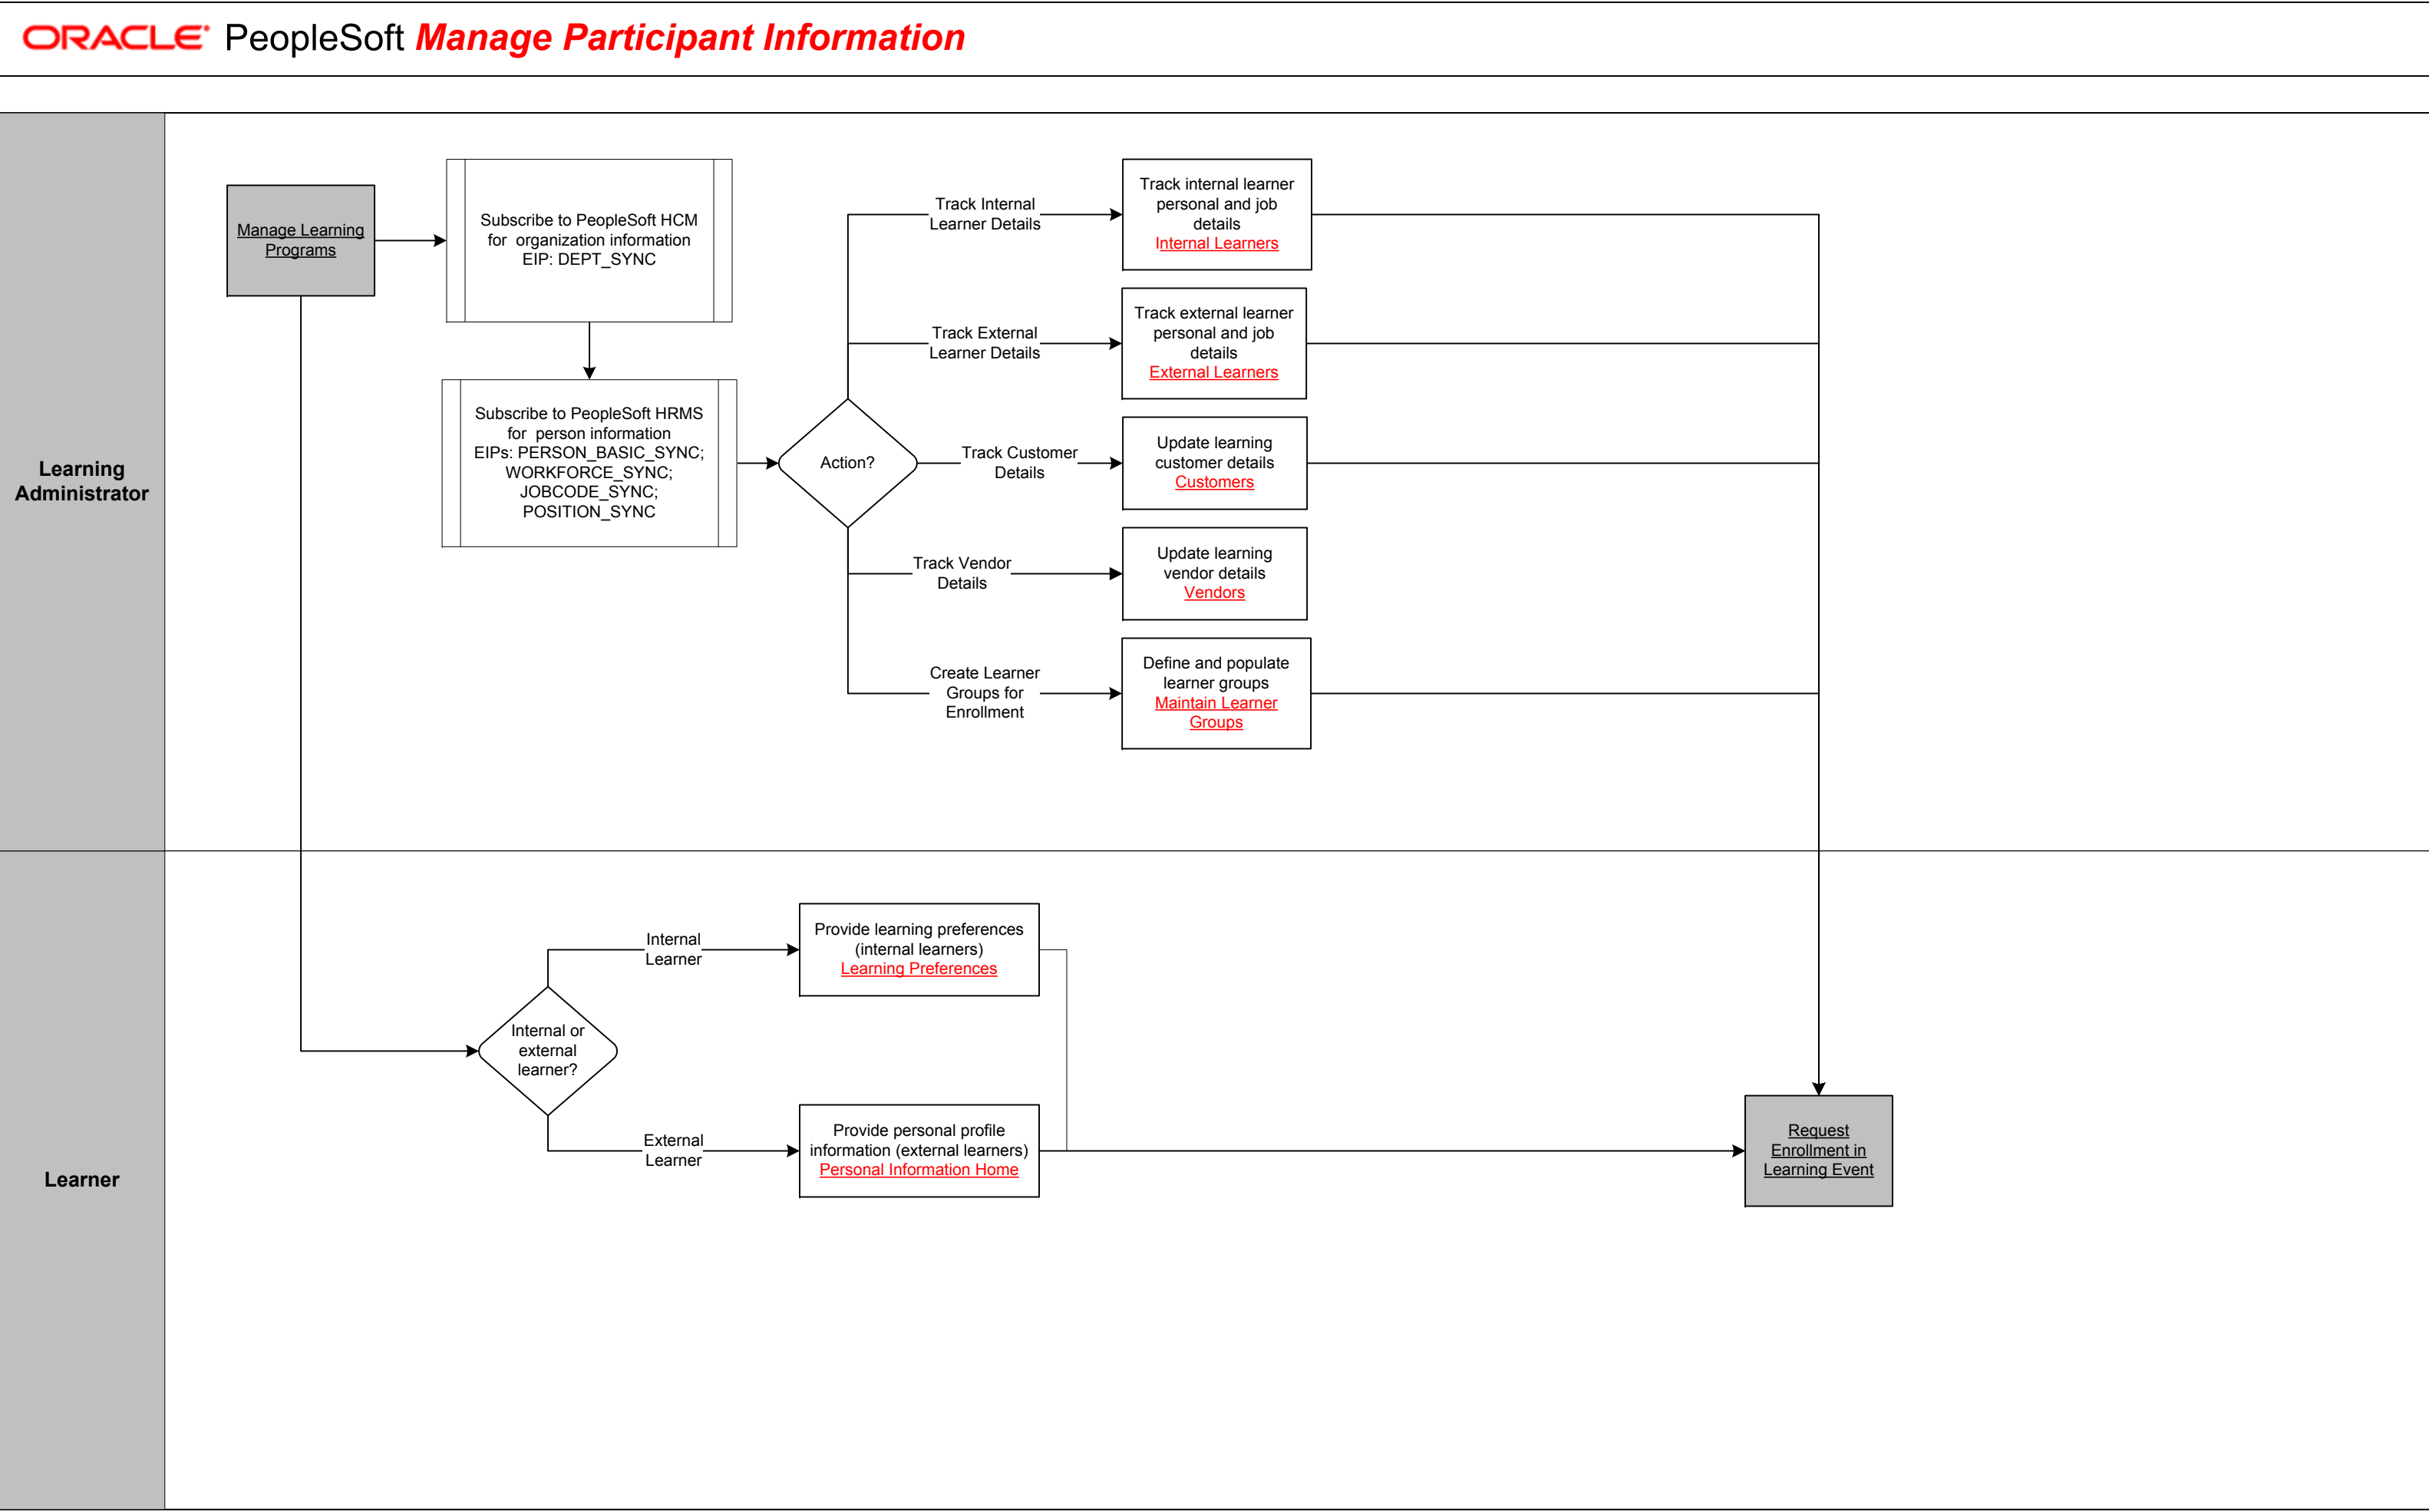 ORACLE PeopleSoft Manage Participant Information
Learning
Administrator
Manage Learning
Programs
Subscribe to PeopleSoft HCM
for organization information
EIP: DEPT_SYNC
Subscribe to PeopleSoft HRMS
for person information
EIPs: PERSON_BASIC_SYNC;
WORKFORCE_SYNC;
JOBCODE_SYNC;
POSITION_SYNC
Action?
Track Internal
Learner Details
Track internal learner
personal and job
details
Internal Learners
Track External
Learner Details
Track external learner
personal and job
details
External Learners
Track Customer
Details
Update learning
customer details
Customers
Track Vendor
Details
Update learning
vendor details
Vendors
Create Learner
Groups for
Enrollment
Define and populate
learner groups
Maintain Learner
Groups
Learner
Internal or
external
learner?
Internal
Learner
Provide learning preferences
(internal learners)
Learning Preferences
External
Learner
Provide personal profile
information (external learners)
Personal Information Home
Request
Enrollment in
Learning Event